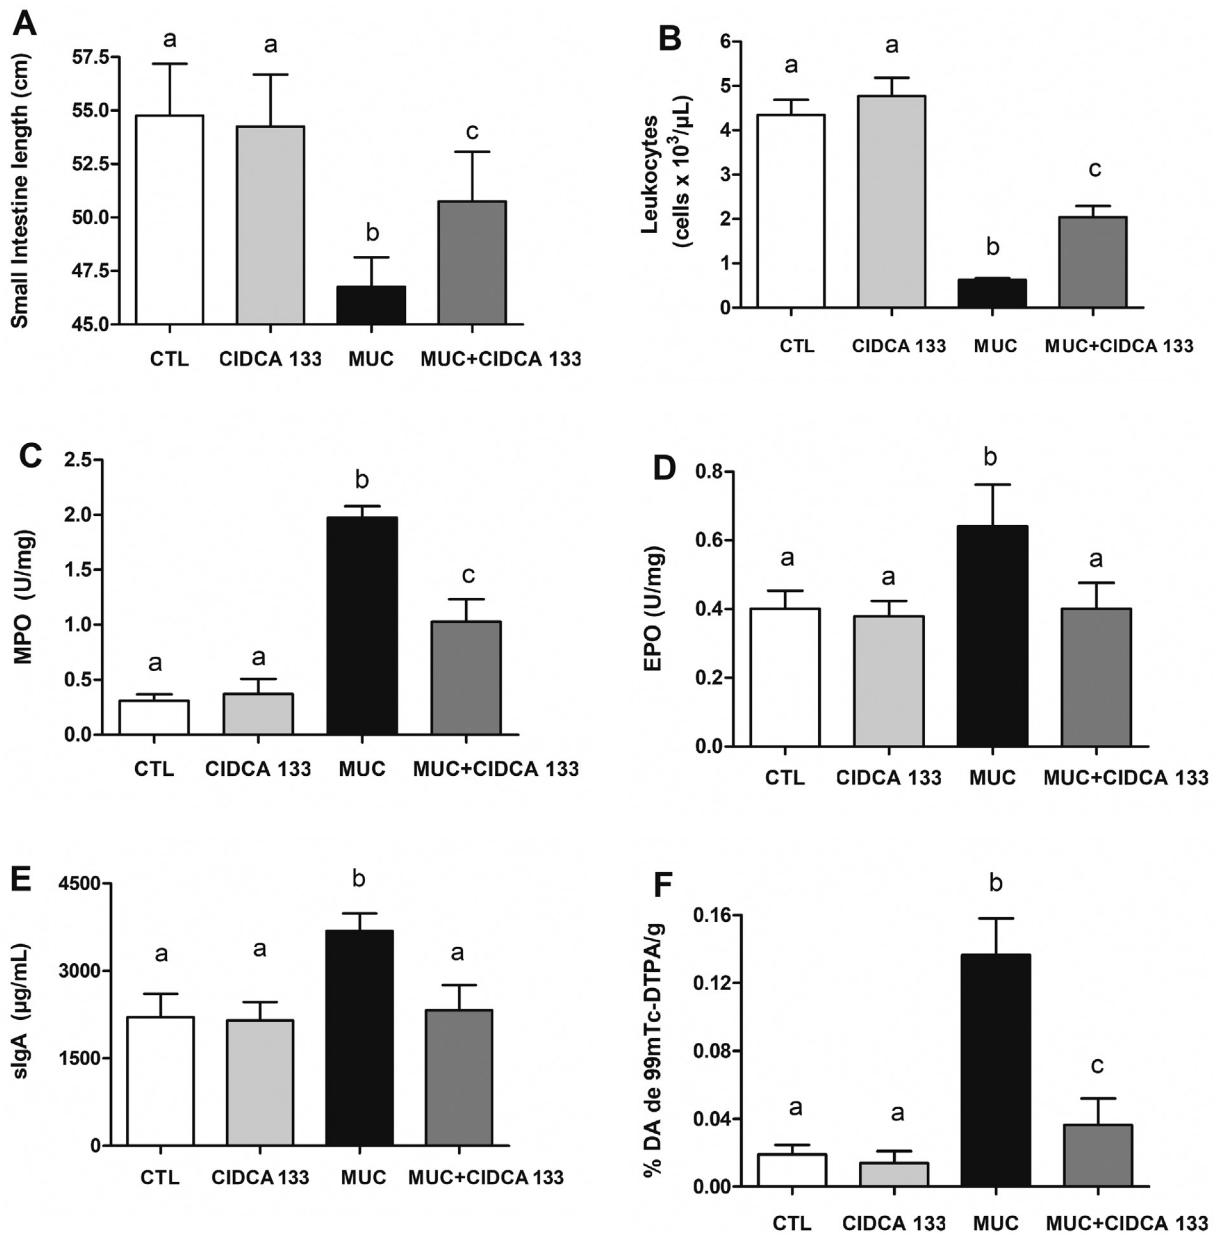 A
Small Intestine length (cm)
57.5
55.0
52.5
50.0
47.5
45.0
a
a
b
c
CTL
CIDCA 133
MUC
MUC+CIDCA 133
B
Leukocytes
(cells x 10³/µL)
6
5
4
3
2
1
0
a
a
b
c
CTL
CIDCA 133
MUC
MUC+CIDCA 133
C
MPO (U/mg)
2.5
2.0
1.5
1.0
0.5
0.0
a
a
b
c
CTL
CIDCA 133
MUC
MUC+CIDCA 133
D
EPO (U/mg)
0.8
0.6
0.4
0.2
0.0
a
a
b
a
CTL
CIDCA 133
MUC
MUC+CIDCA 133
E
sIgA (µg/mL)
4500
3000
1500
0
a
a
b
a
CTL
CIDCA 133
MUC
MUC+CIDCA 133
F
% DA de 99mTc-DTPA/g
0.16
0.12
0.08
0.04
0.00
a
a
b
c
CTL
CIDCA 133
MUC
MUC+CIDCA 133